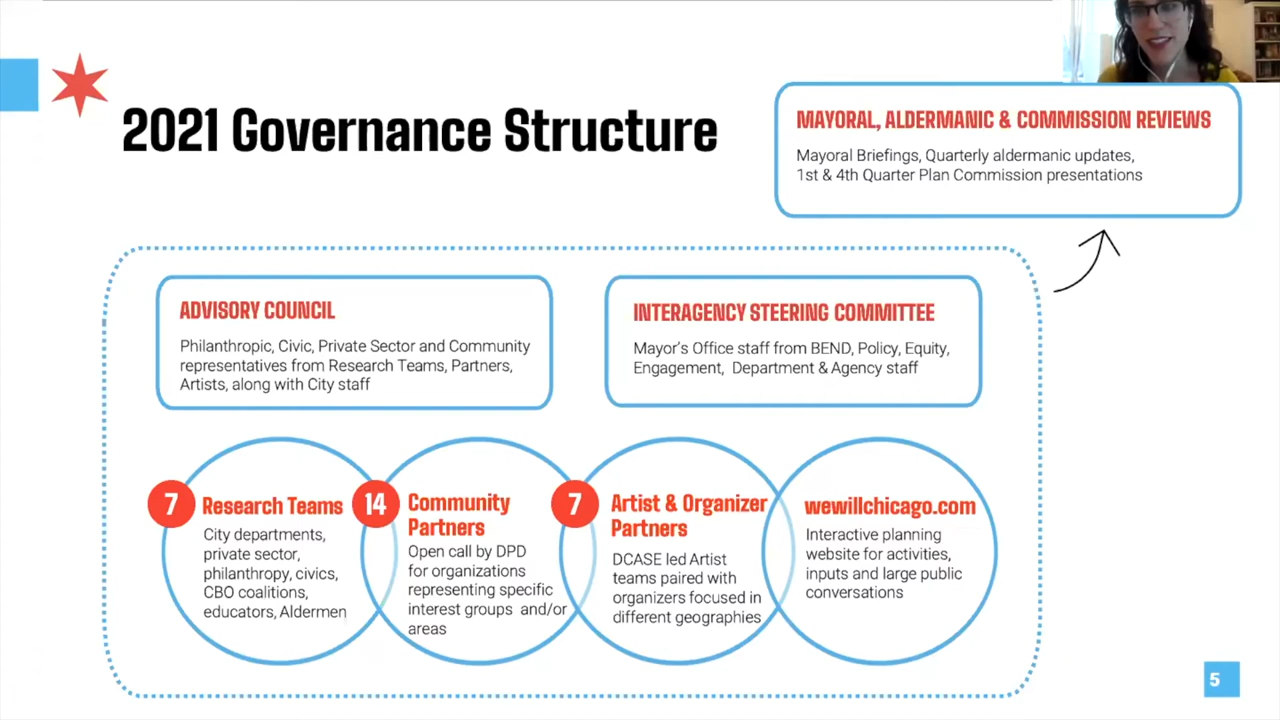 2021 Governance Structure
MAYORAL, ALDERMANIC & COMMISSION REVIEWS
Mayoral Briefings, Quarterly aldermanic updates,
1st & 4th Quarter Plan Commission presentations
ADVISORY COUNCIL
Philanthropic, Civic, Private Sector and Community
representatives from Research Teams, Partners,
Artists, along with City staff
INTERAGENCY STEERING COMMITTEE
Mayor's Office staff from BEND, Policy, Equity,
Engagement, Department & Agency staff
7
Research Teams
City departments,
private sector,
philanthropy, civics,
CBO coalitions,
educators, Aldermen
14
Community
Partners
Open call by DPD
for organizations
representing specific
interest groups and/or
areas
7
Artist & Organizer
Partners
DCASE led Artist
teams paired with
organizers focused in
different geographies
wewillchicago.com
Interactive planning
website for activities,
inputs and large public
conversations
5